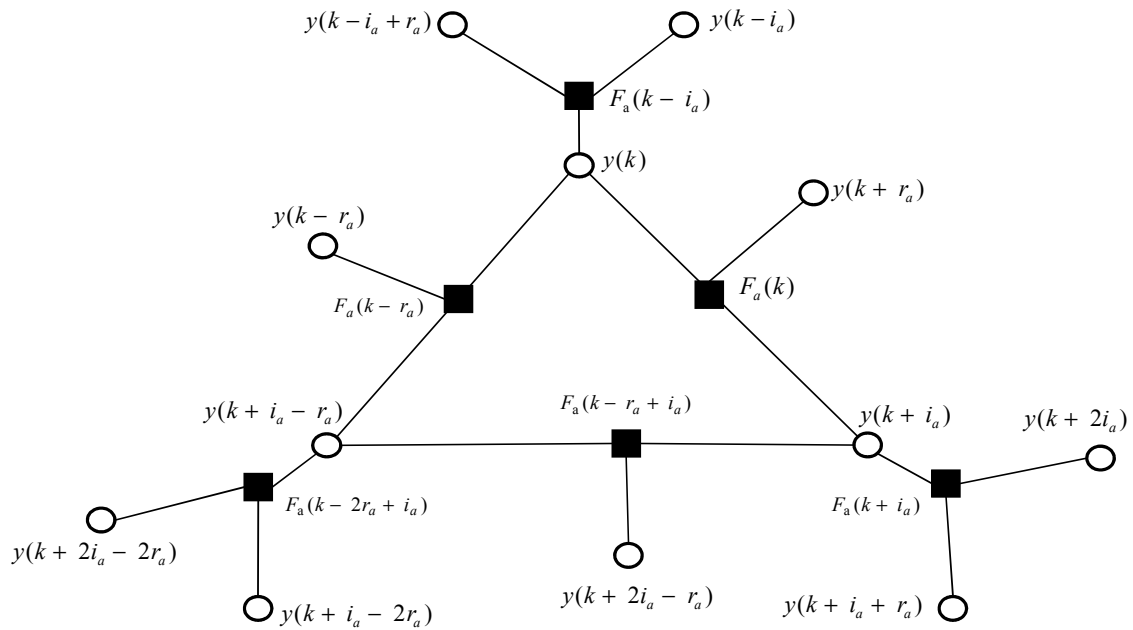 y(k − i_a + r_a)
y(k − i_a)
F_a(k − i_a)
y(k)
y(k + r_a)
y(k − r_a)
F_a(k)
F_a(k − r_a)
F_a(k − r_a + i_a)
y(k + i_a − r_a)
y(k + i_a)
y(k + 2i_a)
F_a(k − 2r_a + i_a)
F_a(k + i_a)
y(k + 2i_a − 2r_a)
y(k + i_a − 2r_a)
y(k + 2i_a − r_a)
y(k + i_a + r_a)